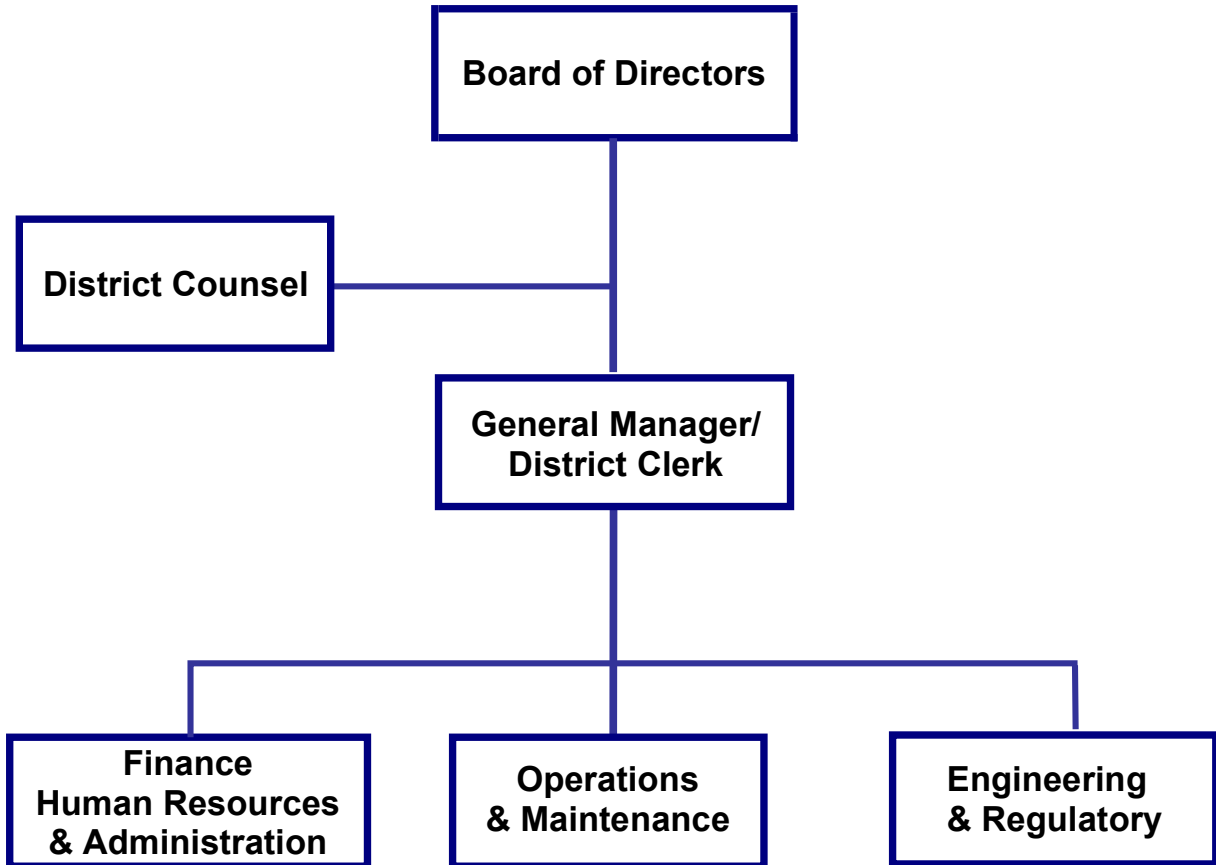 Board of Directors
District Counsel
General Manager/
District Clerk
Finance
Human Resources
& Administration
Operations
& Maintenance
Engineering
& Regulatory